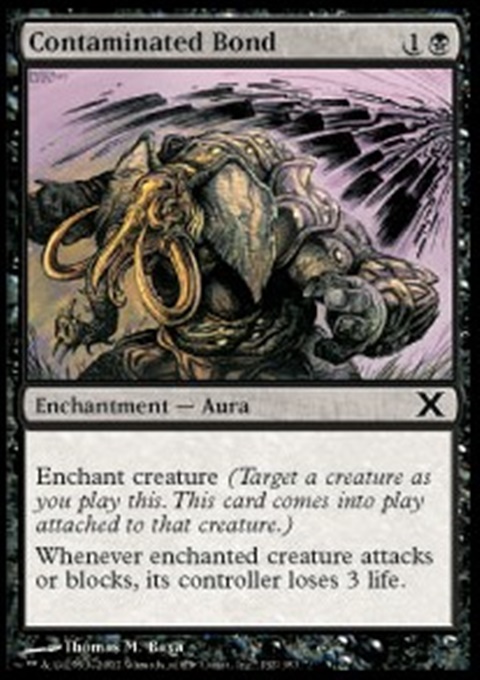 Contaminated Bond 1
Enchantment — Aura X
Enchant creature (Target a creature as
you play this. This card comes into play
attached to that creature.)
Whenever enchanted creature attacks
or blocks, its controller loses 3 life.
Thomas M. Baxa